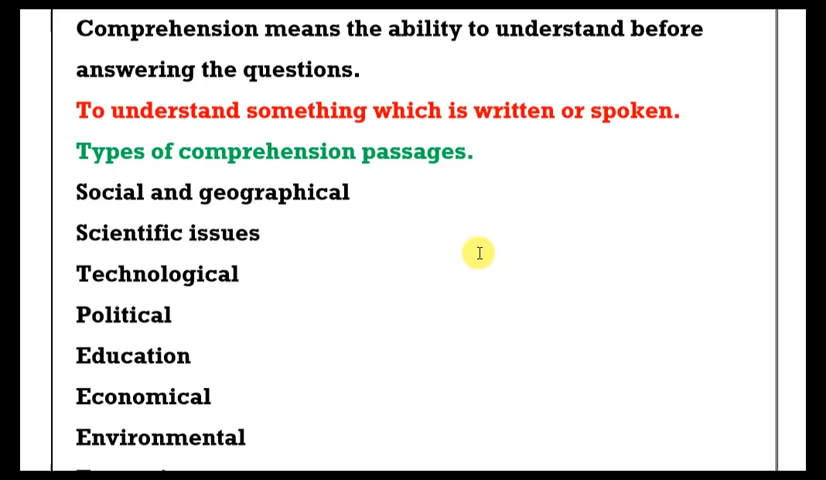 Comprehension means the ability to understand before
answering the questions.
To understand something which is written or spoken.
Types of comprehension passages.
Social and geographical
Scientific issues
Technological
Political
Education
Economical
Environmental